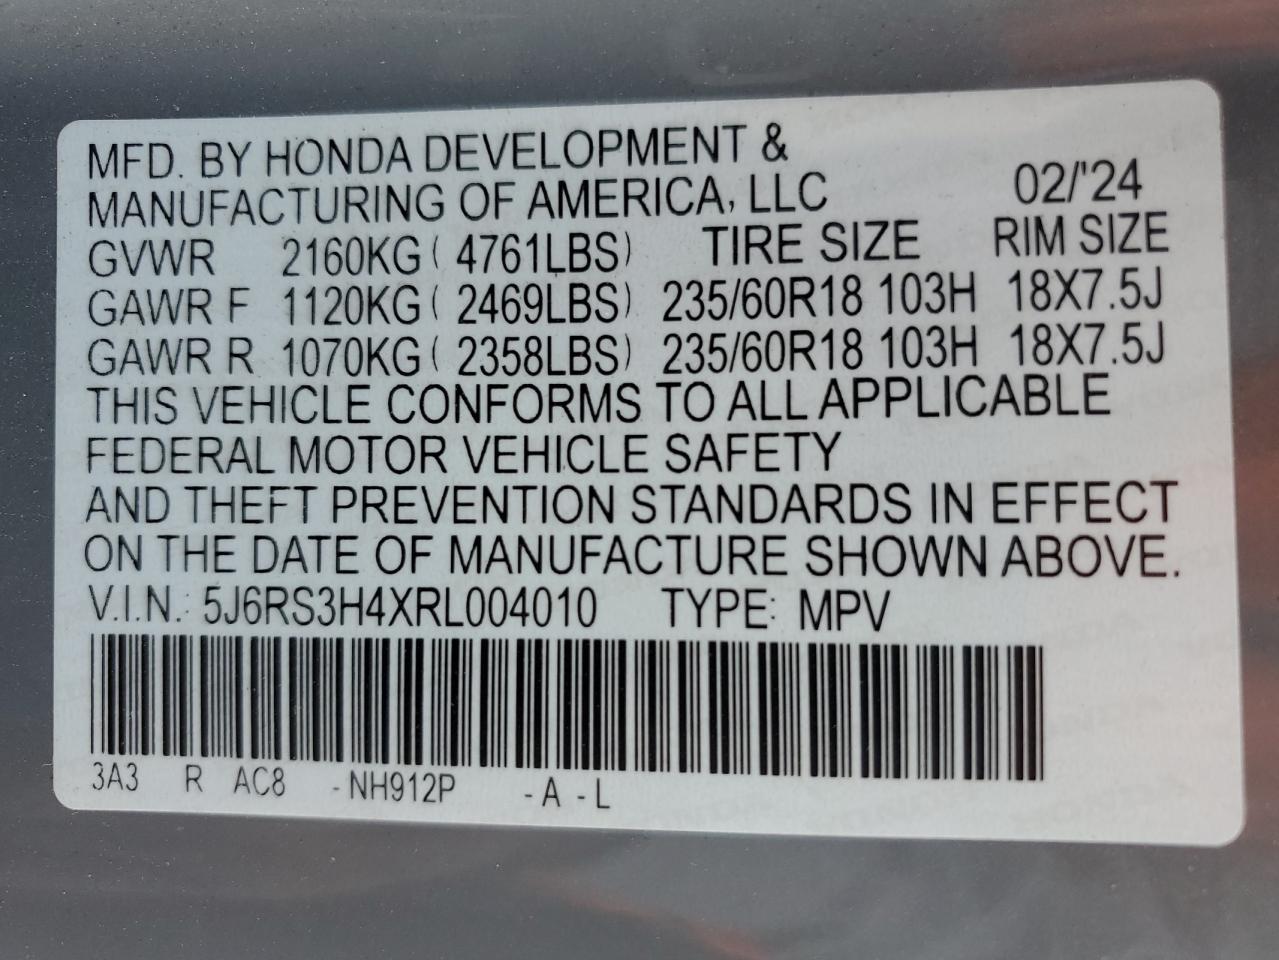 MFD. BY HONDA DEVELOPMENT &
MANUFACTURING OF AMERICA, LLC 02/'24
GVWR 2160KG ( 4761LBS) TIRE SIZE RIM SIZE
GAWR F 1120KG ( 2469LBS) 235/60R18 103H 18X7.5J
GAWR R 1070KG ( 2358LBS) 235/60R18 103H 18X7.5J
THIS VEHICLE CONFORMS TO ALL APPLICABLE
FEDERAL MOTOR VEHICLE SAFETY
AND THEFT PREVENTION STANDARDS IN EFFECT
ON THE DATE OF MANUFACTURE SHOWN ABOVE.
V.I.N.: 5J6RS3H4XRL004010 TYPE: MPV
3A3 R AC8 - NH912P - A - L